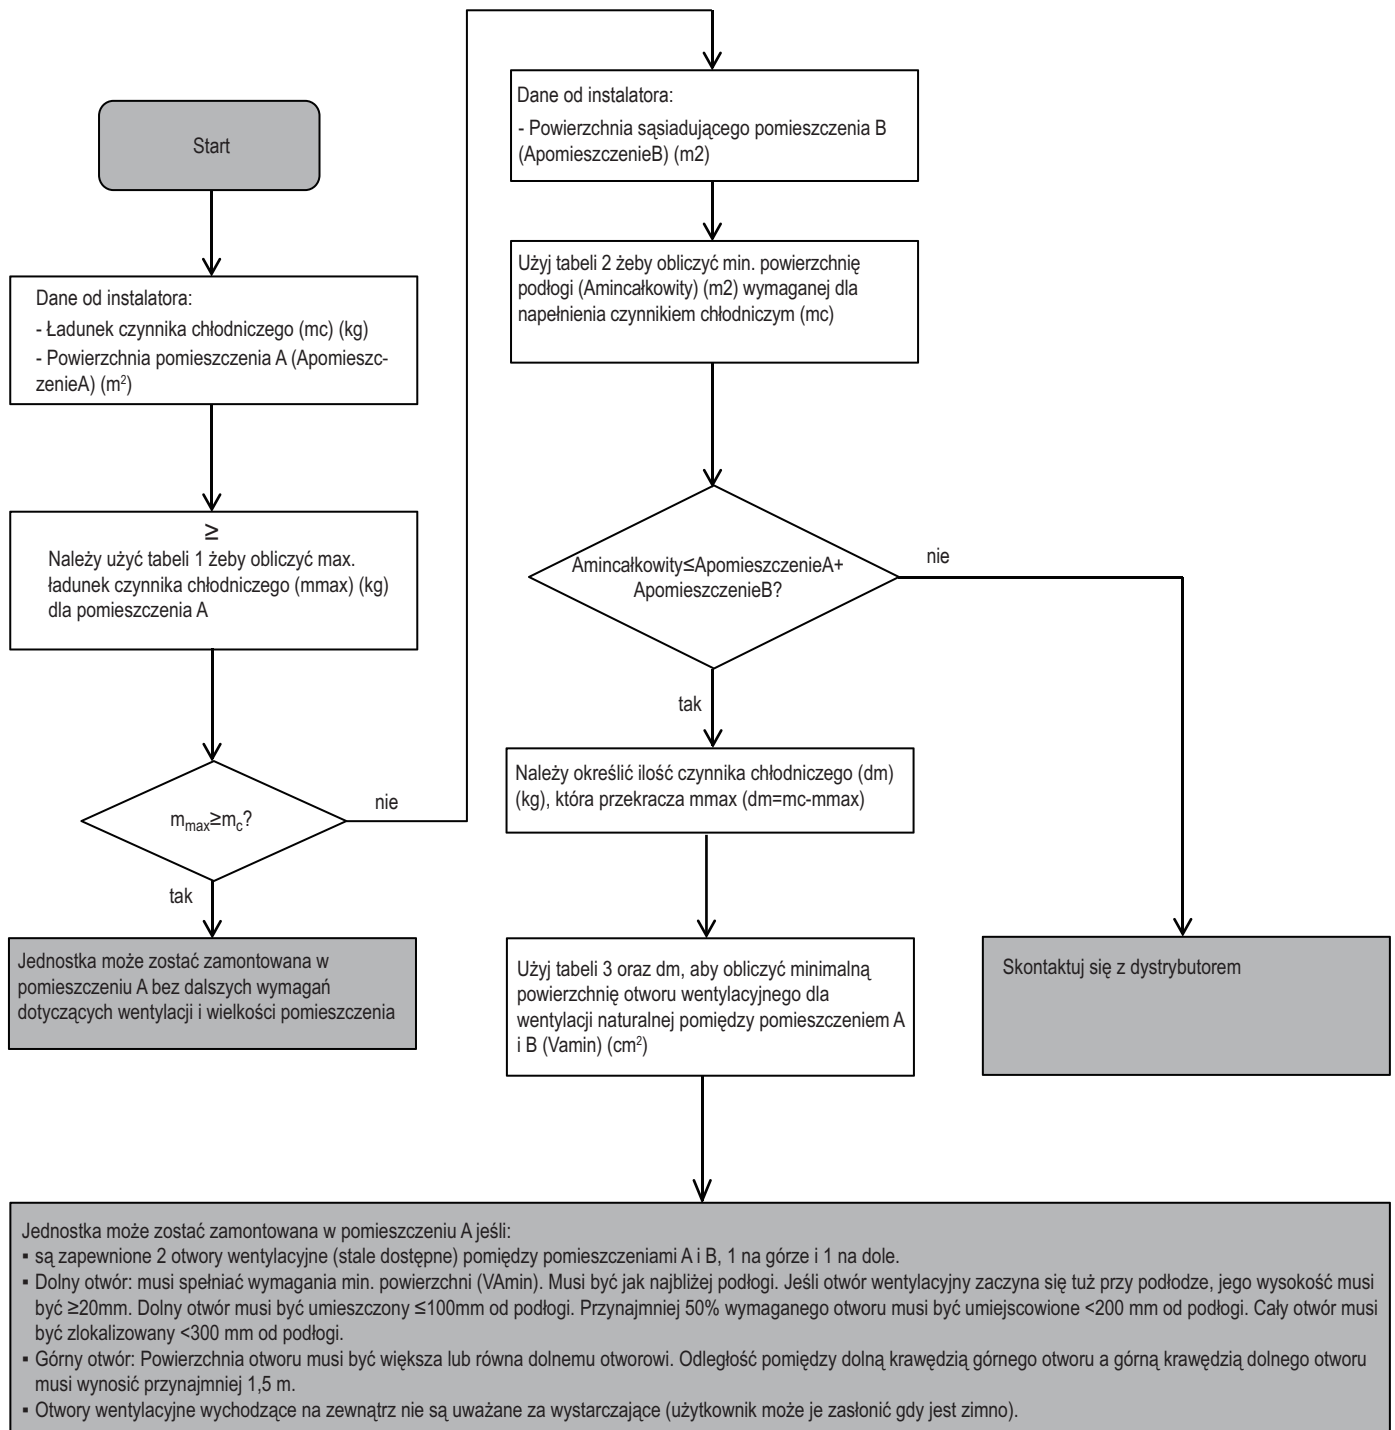 Start
Dane od instalatora:
- Ładunek czynnika chłodniczego (mc) (kg)
- Powierzchnia pomieszczenia A (Apomieszc-
zenieA) (m²)
≥
Należy użyć tabeli 1 żeby obliczyć max.
ładunek czynnika chłodniczego (mmax) (kg)
dla pomieszczenia A
mmax≥mc?
nie
tak
Jednostka może zostać zamontowana w
pomieszczeniu A bez dalszych wymagań
dotyczących wentylacji i wielkości pomieszczenia
Dane od instalatora:
- Powierzchnia sąsiadującego pomieszczenia B
(ApomieszczenieB) (m2)
Użyj tabeli 2 żeby obliczyć min. powierzchnię
podłogi (Amincałkowity) (m2) wymaganej dla
napełnienia czynnikiem chłodniczym (mc)
Amincałkowity≤ApomieszczenieA+
ApomieszczenieB?
nie
tak
Należy określić ilość czynnika chłodniczego (dm)
(kg), która przekracza mmax (dm=mc-mmax)
Użyj tabeli 3 oraz dm, aby obliczyć minimalną
powierzchnię otworu wentylacyjnego dla
wentylacji naturalnej pomiędzy pomieszczeniem A
i B (Vamin) (cm²)
Skontaktuj się z dystrybutorem
Jednostka może zostać zamontowana w pomieszczeniu A jeśli:
▪ są zapewnione 2 otwory wentylacyjne (stale dostępne) pomiędzy pomieszczeniami A i B, 1 na górze i 1 na dole.
▪ Dolny otwór: musi spełniać wymagania min. powierzchni (VAmin). Musi być jak najbliżej podłogi. Jeśli otwór wentylacyjny zaczyna się tuż przy podłodze, jego wysokość musi
być ≥20mm. Dolny otwór musi być umieszczony ≤100mm od podłogi. Przynajmniej 50% wymaganego otworu musi być umiejscowione <200 mm od podłogi. Cały otwór musi
być zlokalizowany <300 mm od podłogi.
▪ Górny otwór: Powierzchnia otworu musi być większa lub równa dolnemu otworowi. Odległość pomiędzy dolną krawędzią górnego otworu a górną krawędzią dolnego otworu
musi wynosić przynajmniej 1,5 m.
▪ Otwory wentylacyjne wychodzące na zewnątrz nie są uważane za wystarczające (użytkownik może je zasłonić gdy jest zimno).